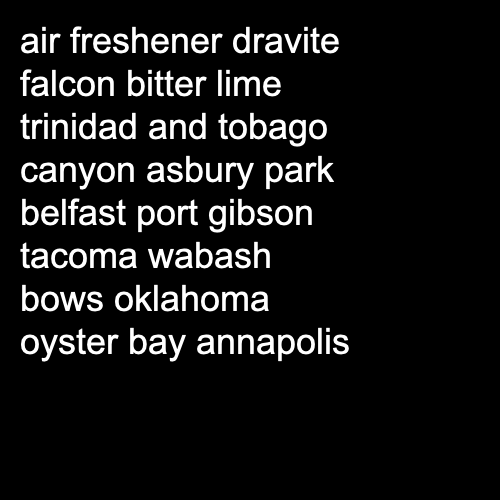 air freshener dravite
falcon bitter lime
trinidad and tobago
canyon asbury park
belfast port gibson
tacoma wabash
bows oklahoma
oyster bay annapolis